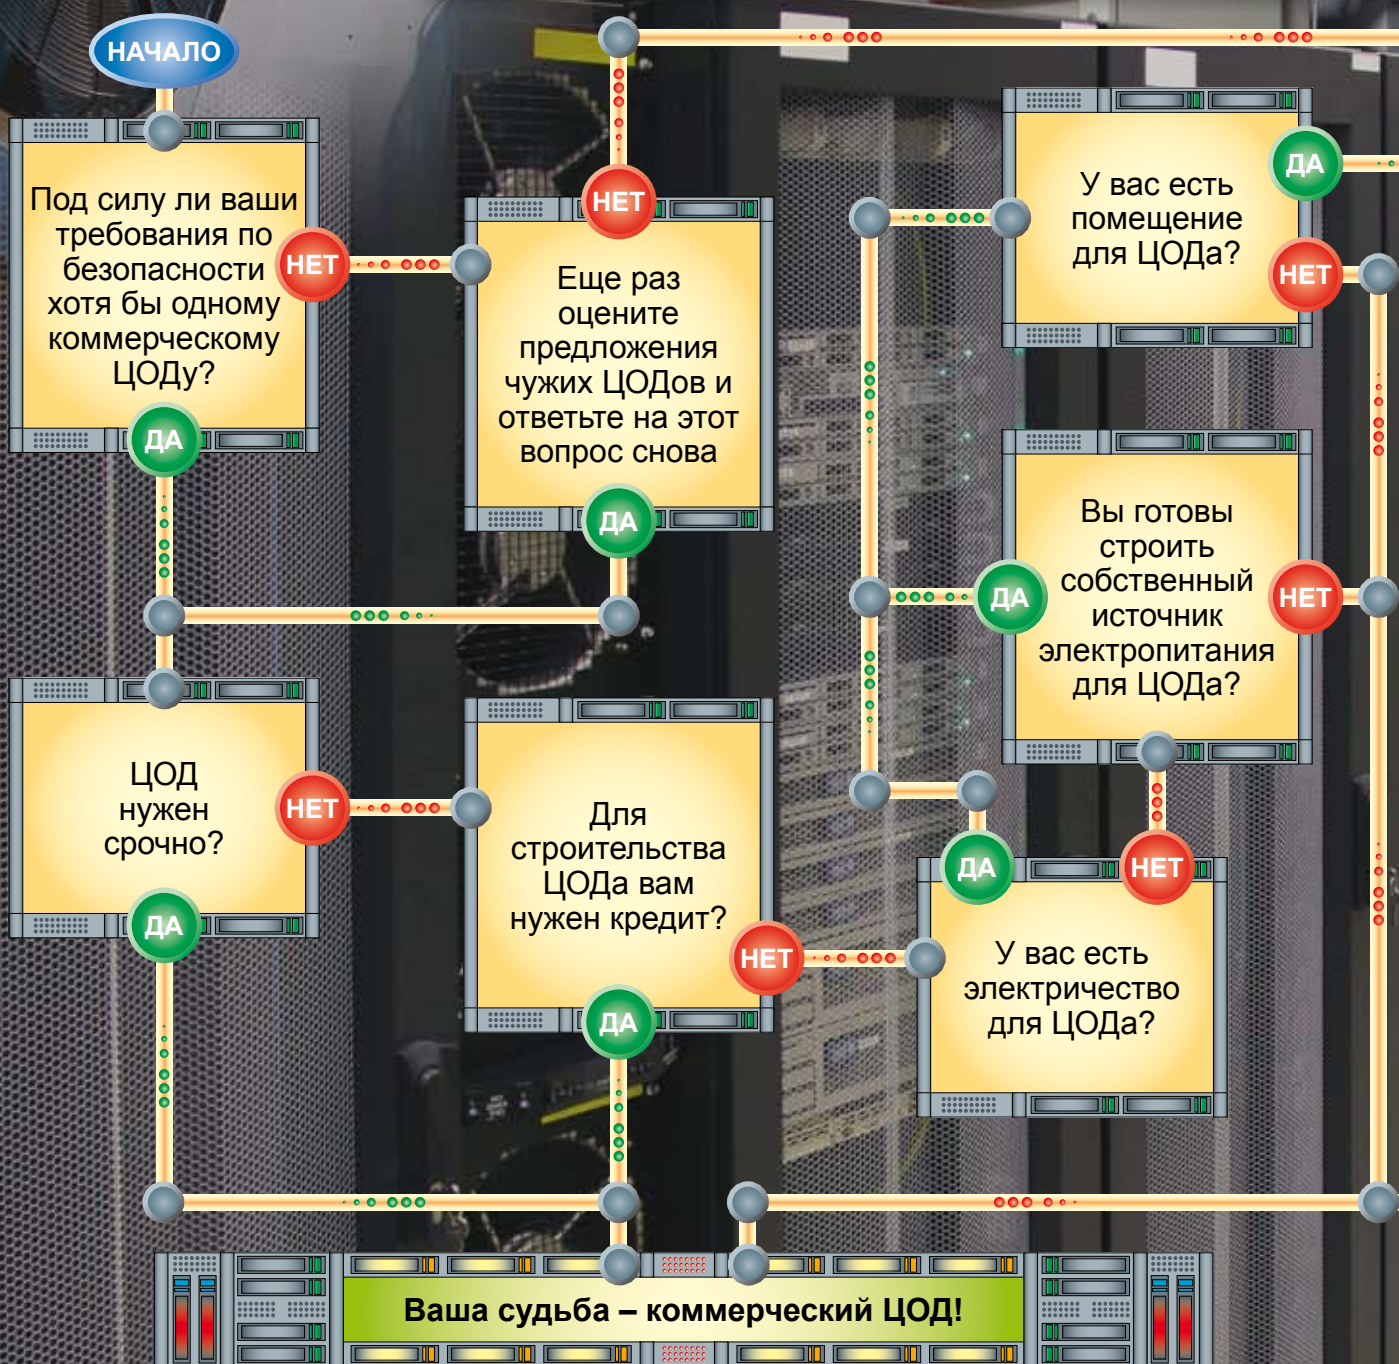 НАЧАЛО
Под силу ли ваши
требования по
безопасности
хотя бы одному
коммерческому
ЦОДу?
НЕТ
ДА
НЕТ
Еще раз
оцените
предложения
чужих ЦОДов и
ответьте на этот
вопрос снова
ДА
ЦОД
нужен
срочно?
НЕТ
ДА
Для
строительства
ЦОДа вам
нужен кредит?
НЕТ
ДА
У вас есть
помещение
для ЦОДа?
ДА
НЕТ
Вы готовы
строить
собственный
источник
электропитания
для ЦОДа?
ДА
НЕТ
ДА
НЕТ
У вас есть
электричество
для ЦОДа?
Ваша судьба – коммерческий ЦОД!